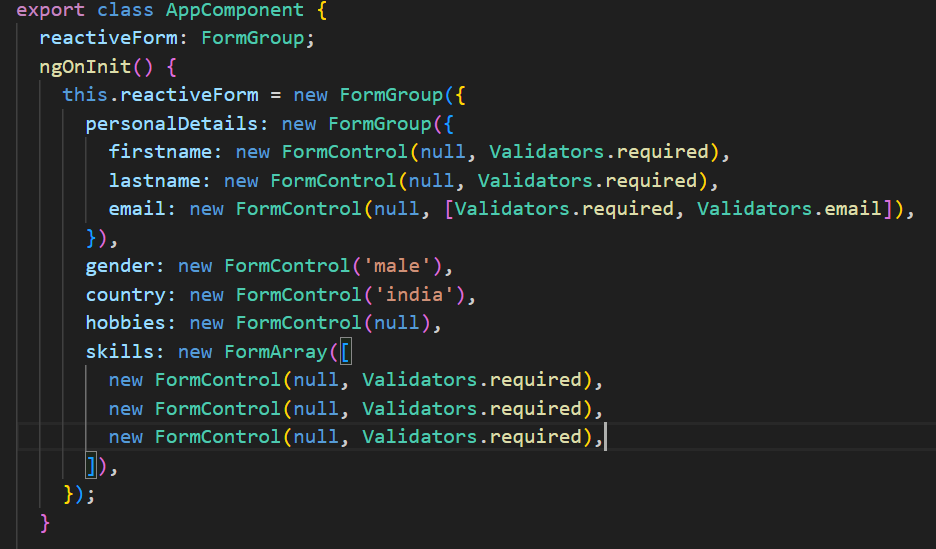 export class AppComponent {
  reactiveForm: FormGroup;
  ngOnInit() {
    this.reactiveForm = new FormGroup({
      personalDetails: new FormGroup({
        firstname: new FormControl(null, Validators.required),
        lastname: new FormControl(null, Validators.required),
        email: new FormControl(null, [Validators.required, Validators.email]),
      }),
      gender: new FormControl('male'),
      country: new FormControl('india'),
      hobbies: new FormControl(null),
      skills: new FormArray([
        new FormControl(null, Validators.required),
        new FormControl(null, Validators.required),
        new FormControl(null, Validators.required),
      ]),
    });
  }